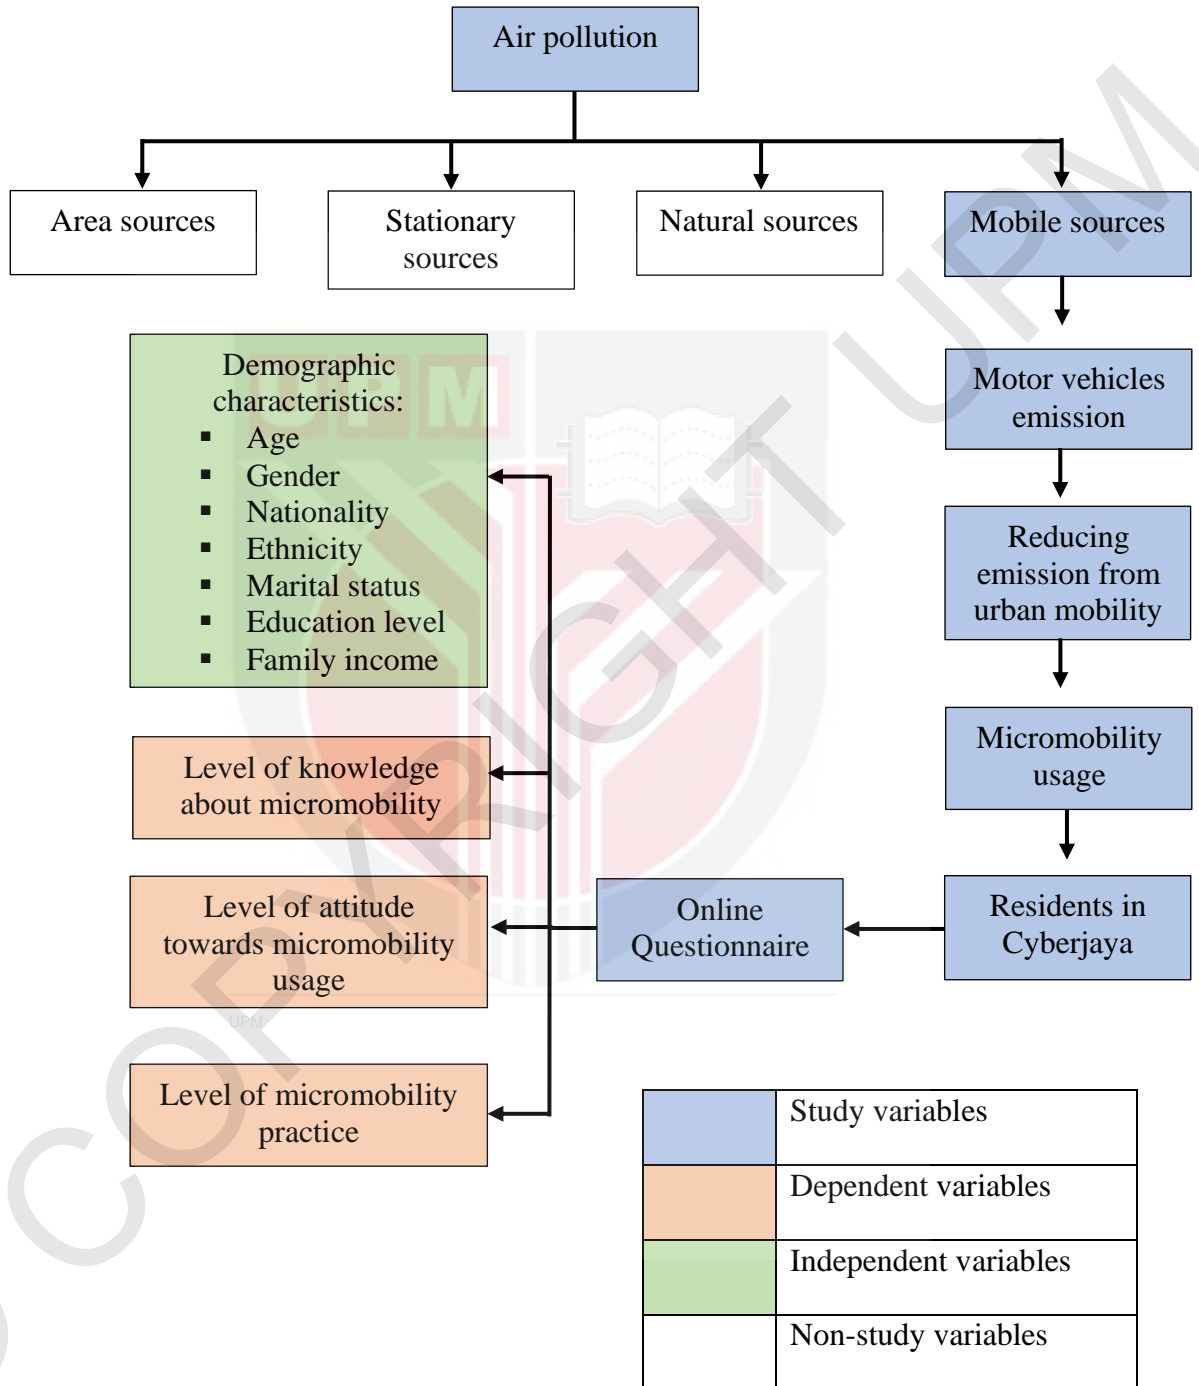 Air pollution
Area sources
Stationary
sources
Natural sources
Mobile sources
Demographic
characteristics:
▪ Age
▪ Gender
▪ Nationality
▪ Ethnicity
▪ Marital status
▪ Education level
▪ Family income
Motor vehicles
emission
Reducing
emission from
urban mobility
Micromobility
usage
Level of knowledge
about micromobility
Level of attitude
towards micromobility
usage
Online
Questionnaire
Residents in
Cyberjaya
Level of micromobility
practice
Study variables
Dependent variables
Independent variables
Non-study variables
UPM
UPM
COPYRIGHT UPM